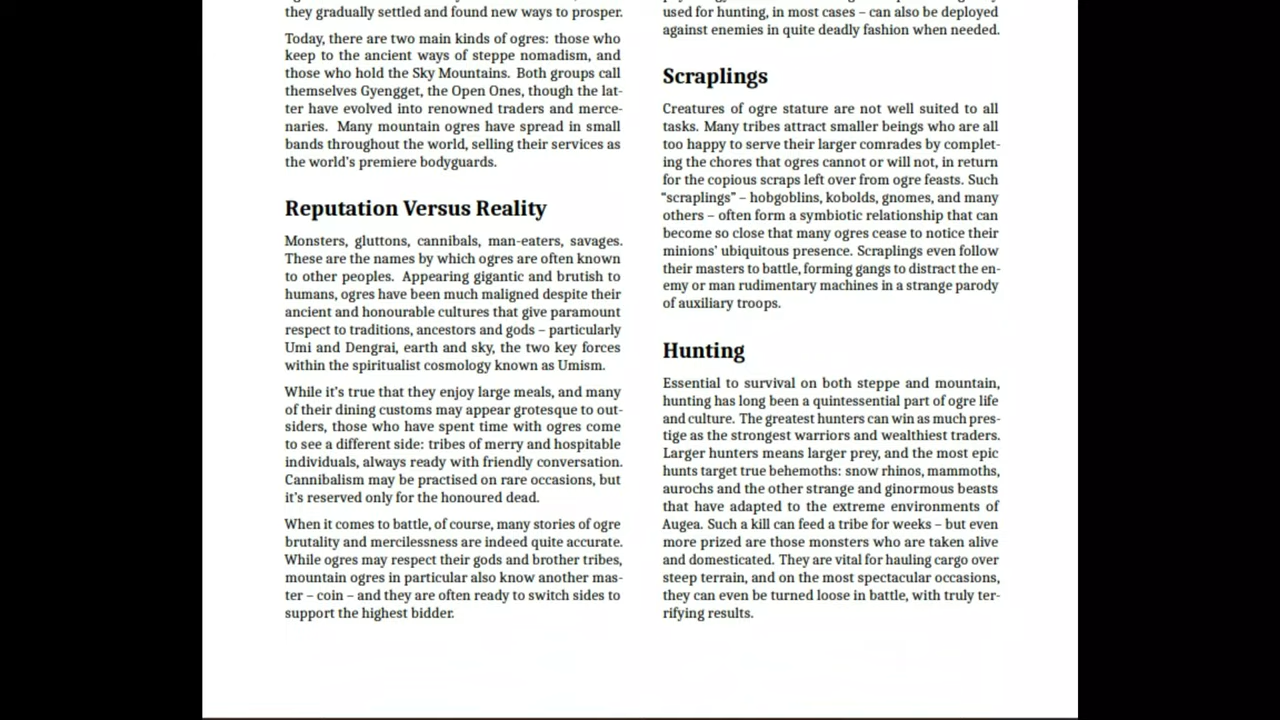 they gradually settled and found new ways to prosper.
Today, there are two main kinds of ogres: those who
keep to the ancient ways of steppe nomadism, and
those who hold the Sky Mountains. Both groups call
themselves Gyengget, the Open Ones, though the lat-
ter have evolved into renowned traders and merce-
naries. Many mountain ogres have spread in small
bands throughout the world, selling their services as
the world's premiere bodyguards.
Reputation Versus Reality
Monsters, gluttons, cannibals, man-eaters, savages.
These are the names by which ogres are often known
to other peoples. Appearing gigantic and brutish to
humans, ogres have been much maligned despite their
ancient and honourable cultures that give paramount
respect to traditions, ancestors and gods – particularly
Umi and Dengrai, earth and sky, the two key forces
within the spiritualist cosmology known as Umism.
While it's true that they enjoy large meals, and many
of their dining customs may appear grotesque to out-
siders, those who have spent time with ogres come
to see a different side: tribes of merry and hospitable
individuals, always ready with friendly conversation.
Cannibalism may be practised on rare occasions, but
it's reserved only for the honoured dead.
When it comes to battle, of course, many stories of ogre
brutality and mercilessness are indeed quite accurate.
While ogres may respect their gods and brother tribes,
mountain ogres in particular also know another mas-
ter – coin – and they are often ready to switch sides to
support the highest bidder.
used for hunting, in most cases – can also be deployed
against enemies in quite deadly fashion when needed.
Scraplings
Creatures of ogre stature are not well suited to all
tasks. Many tribes attract smaller beings who are all
too happy to serve their larger comrades by complet-
ing the chores that ogres cannot or will not, in return
for the copious scraps left over from ogre feasts. Such
“scraplings” – hobgoblins, kobolds, gnomes, and many
others – often form a symbiotic relationship that can
become so close that many ogres cease to notice their
minions' ubiquitous presence. Scraplings even follow
their masters to battle, forming gangs to distract the en-
emy or man rudimentary machines in a strange parody
of auxiliary troops.
Hunting
Essential to survival on both steppe and mountain,
hunting has long been a quintessential part of ogre life
and culture. The greatest hunters can win as much pres-
tige as the strongest warriors and wealthiest traders.
Larger hunters means larger prey, and the most epic
hunts target true behemoths: snow rhinos, mammoths,
aurochs and the other strange and ginormous beasts
that have adapted to the extreme environments of
Augea. Such a kill can feed a tribe for weeks – but even
more prized are those monsters who are taken alive
and domesticated. They are vital for hauling cargo over
steep terrain, and on the most spectacular occasions,
they can even be turned loose in battle, with truly ter-
rifying results.